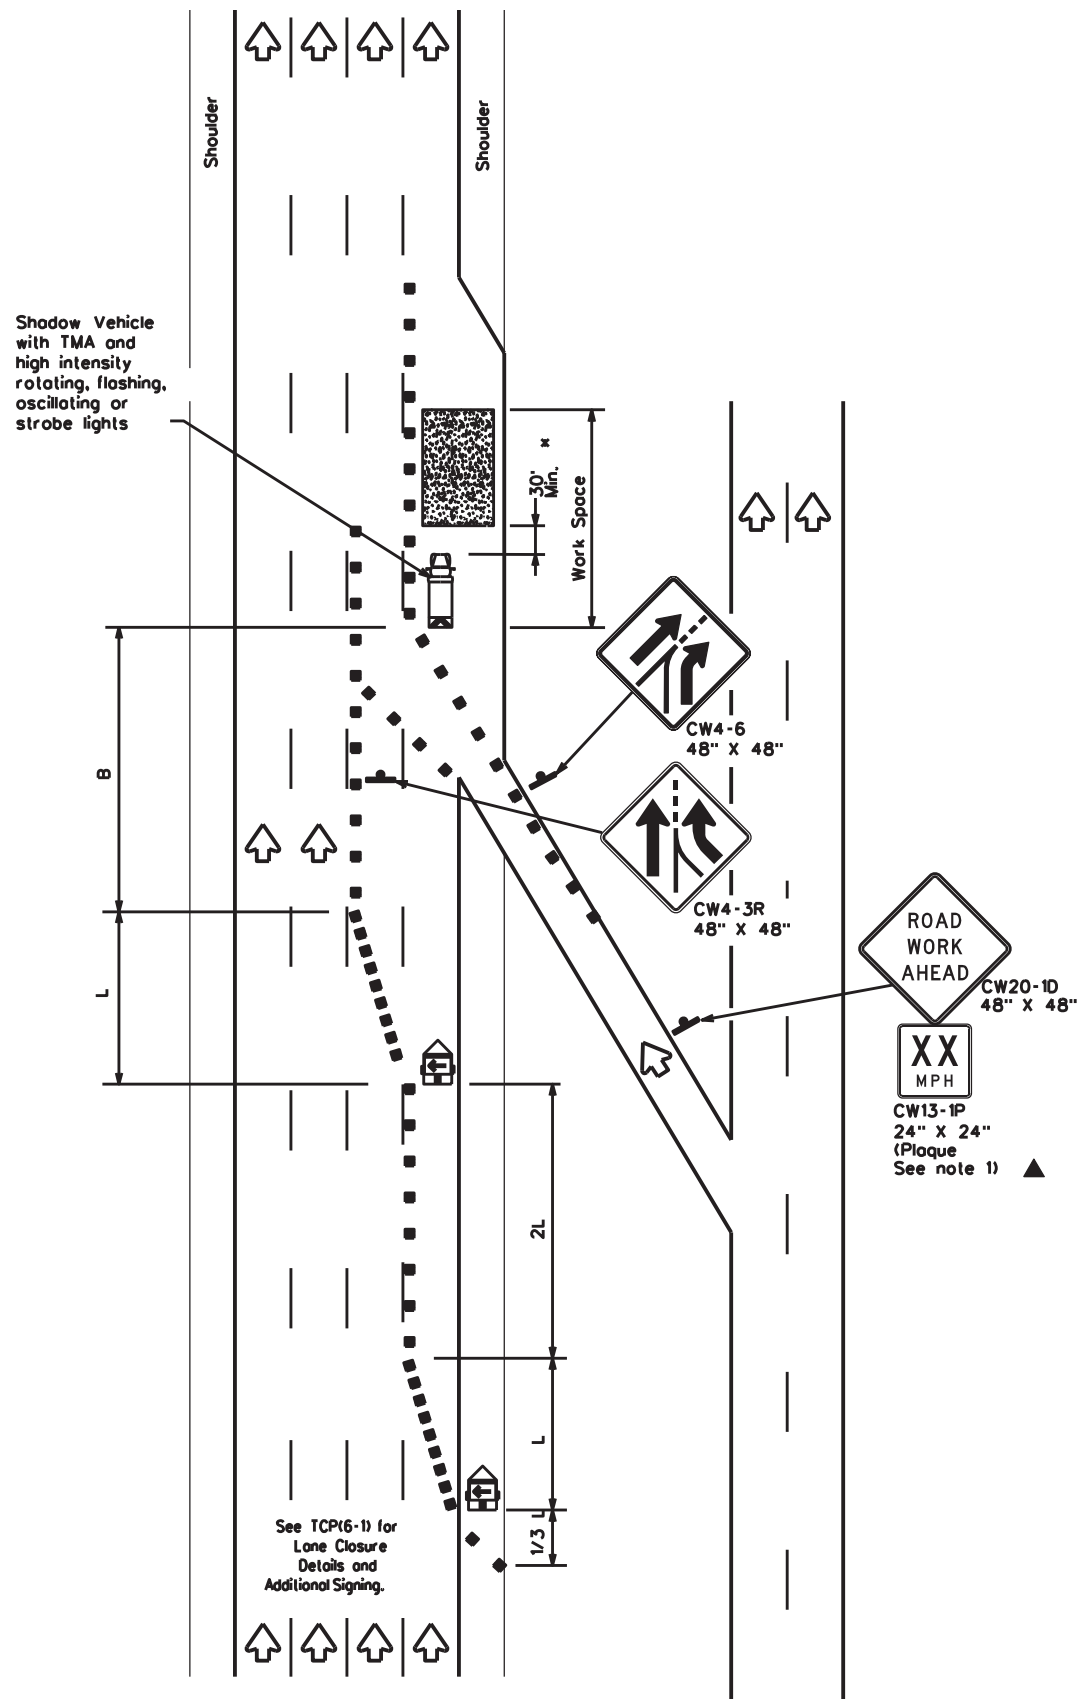 Shoulder
Shoulder
Shadow Vehicle
with TMA and
high intensity
rotating, flashing,
oscillating or
strobe lights
30'
Min.
*
Work Space
CW4-6
48" X 48"
B
CW4-3R
48" X 48"
ROAD
WORK
AHEAD
CW20-1D
48" X 48"
L
XX
MPH
CW13-1P
24" X 24"
(Plaque
See note 1)
2L
L
1/3 L
See TCP(6-1) for
Lane Closure
Details and
Additional Signing.